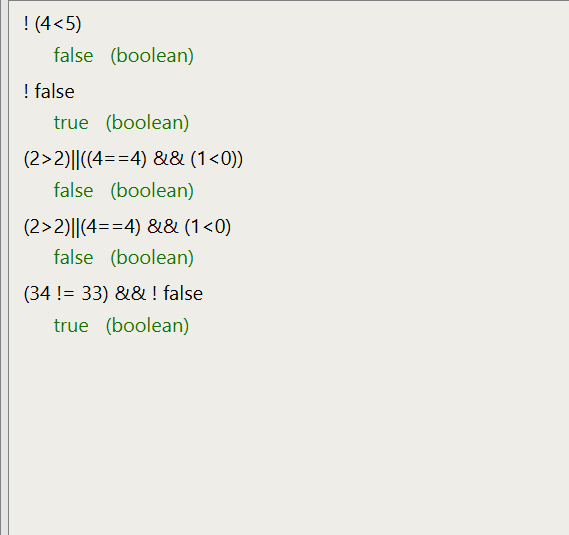 ! (4<5)
false (boolean)
! false
true (boolean)
(2>2)||((4==4) && (1<0))
false (boolean)
(2>2)||(4==4) && (1<0)
false (boolean)
(34 != 33) && ! false
true (boolean)